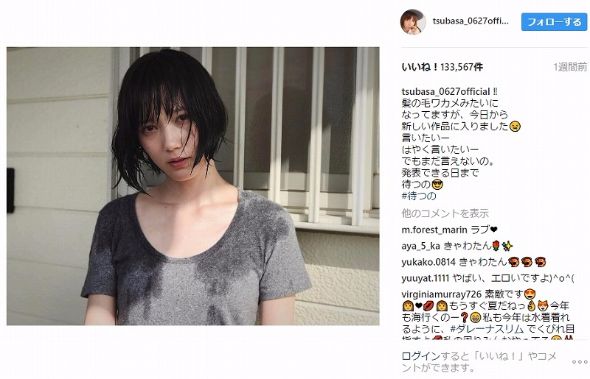 tsubasa_0627offi...
フォローする
いいね！133,567件
1週間前
tsubasa_0627official ‼
髪の毛ワカメみたいに
なってますが、今日から
新しい作品に入りました
言いたいー
はやく言いたいー
でもまだ言えないの。
発表できる日まで
待つの😎
#待つの
他のコメントを表示
m.forest_marin ラブ❤
aya_5_ka きゃわたん🌹✨
yukako.0814 きゃわたん
yuuyat.1111 やばい、エロいですよ)^o^(
virginiamurray726 素敵です😍
もうすぐ夏だねっ 今年
も海行くのー❓😁私も今年は水着着れ
るように、#ダレーナスリム でくびれ目
ログインすると「いいね！」やコメ
ントができます。